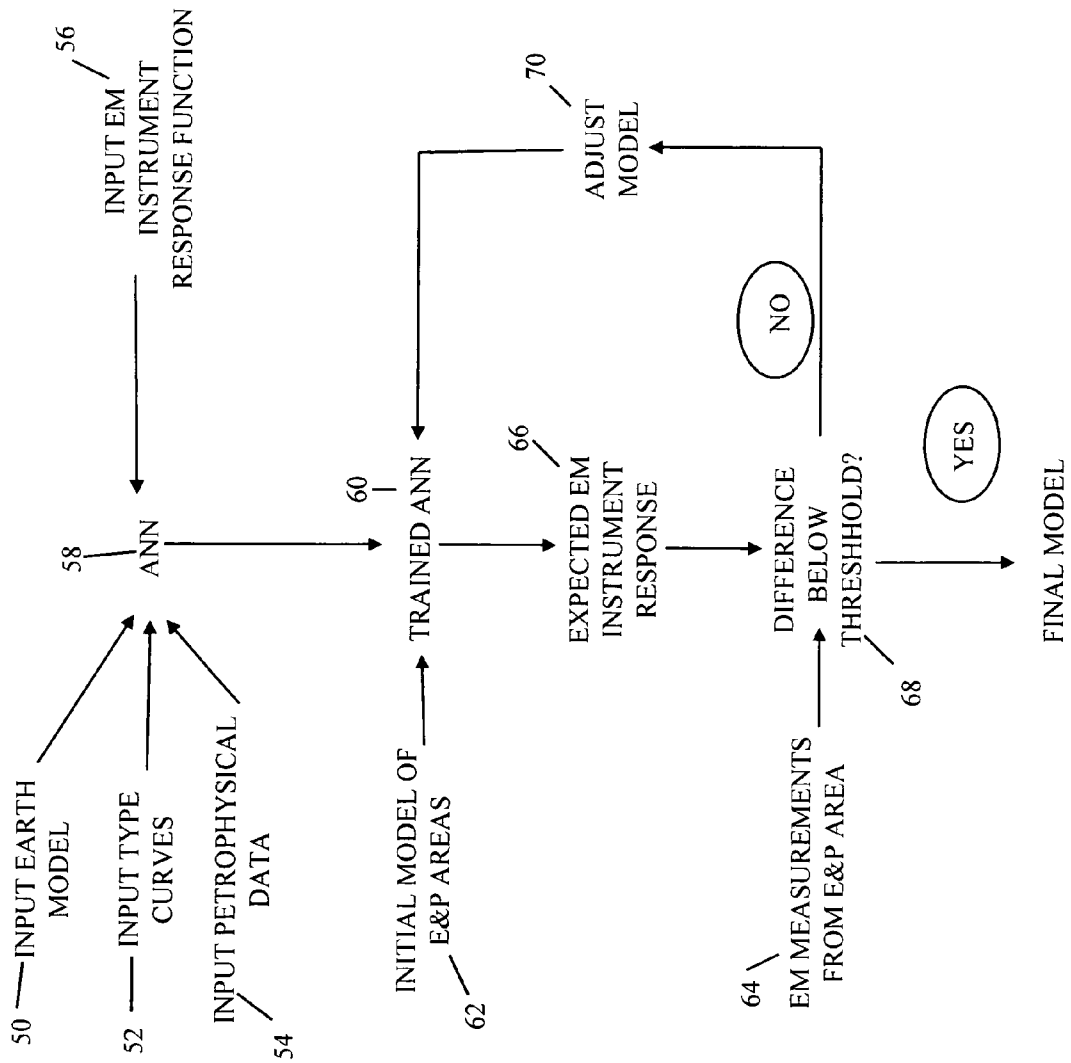 50
INPUT EARTH
MODEL
52
INPUT TYPE
CURVES
54
INPUT PETROPHYSICAL
DATA
58
ANN
56
INPUT EM
INSTRUMENT
RESPONSE FUNCTION
62
INITIAL MODEL OF
E&P AREAS
60
TRAINED ANN
66
EXPECTED EM
INSTRUMENT
RESPONSE
70
ADJUST
MODEL
64
EM MEASUREMENTS
FROM E&P AREA
DIFFERENCE
BELOW
THRESHHOLD?
68
NO
YES
FINAL MODEL